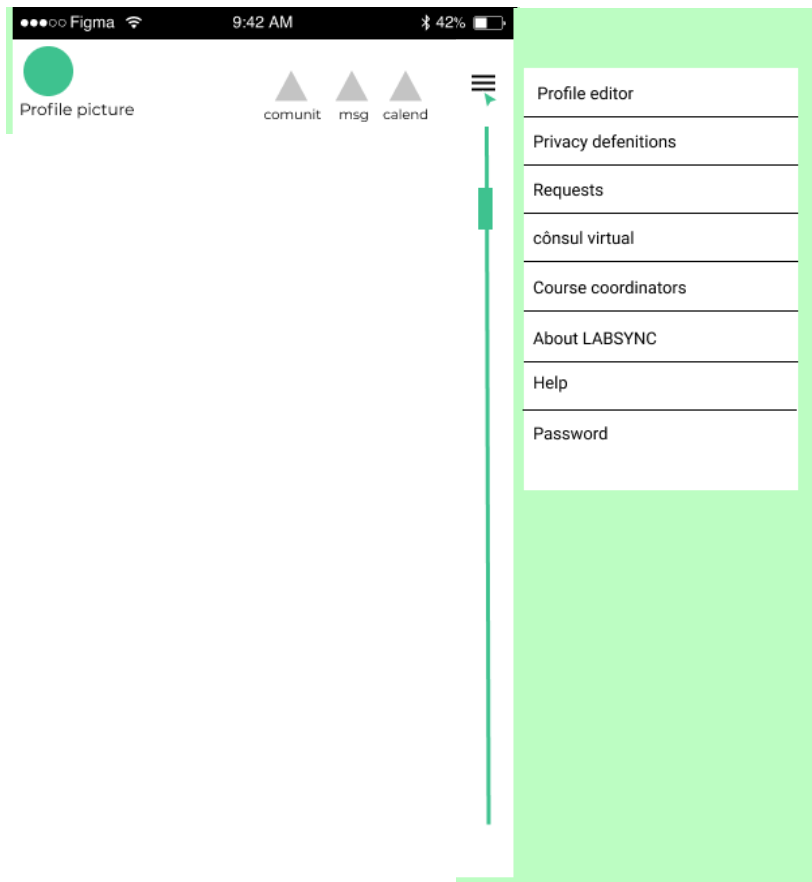 Figma 9:42 AM 42%
Profile picture
comunit msg calend
Profile editor
Privacy defenitions
Requests
cônsul virtual
Course coordinators
About LABSYNC
Help
Password